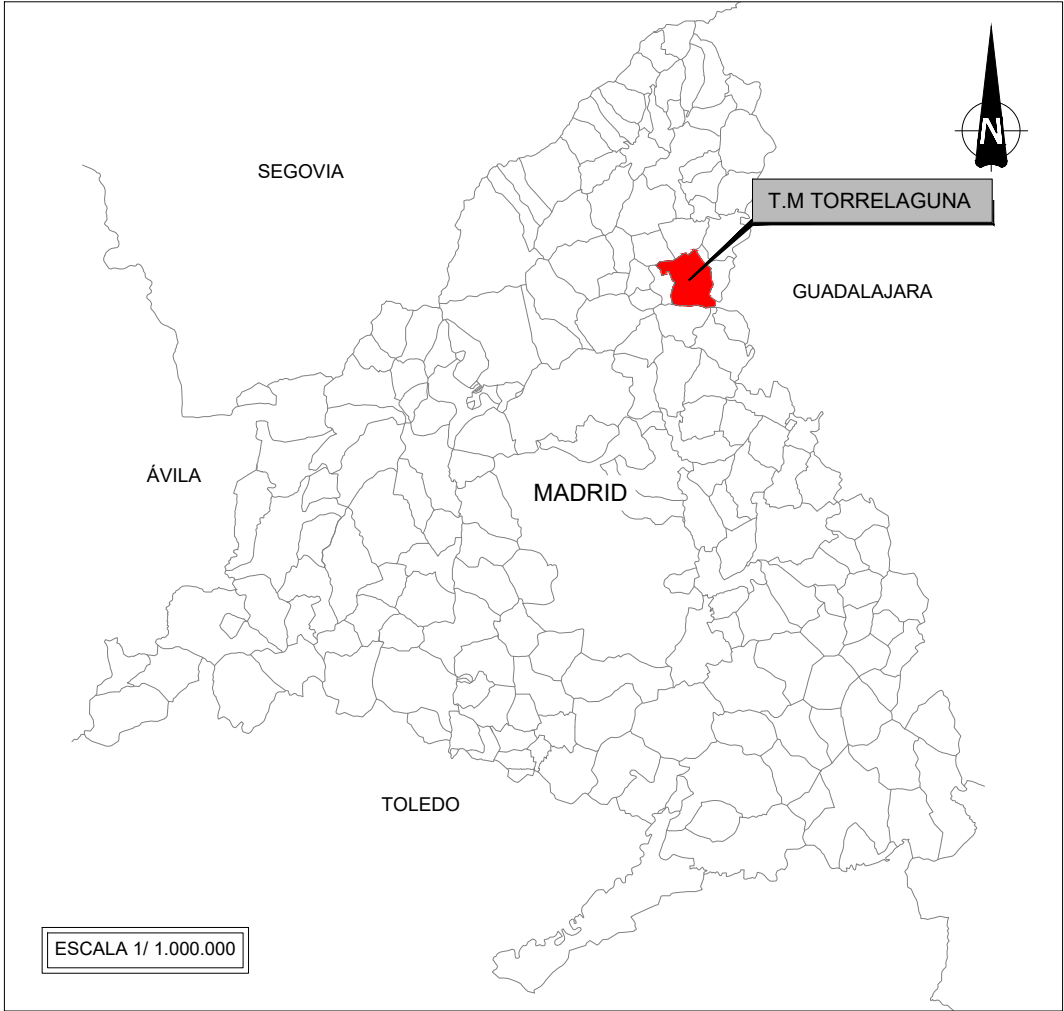 SEGOVIA
N
T.M TORRELAGUNA
GUADALAJARA
ÁVILA
MADRID
TOLEDO
ESCALA 1/ 1.000.000